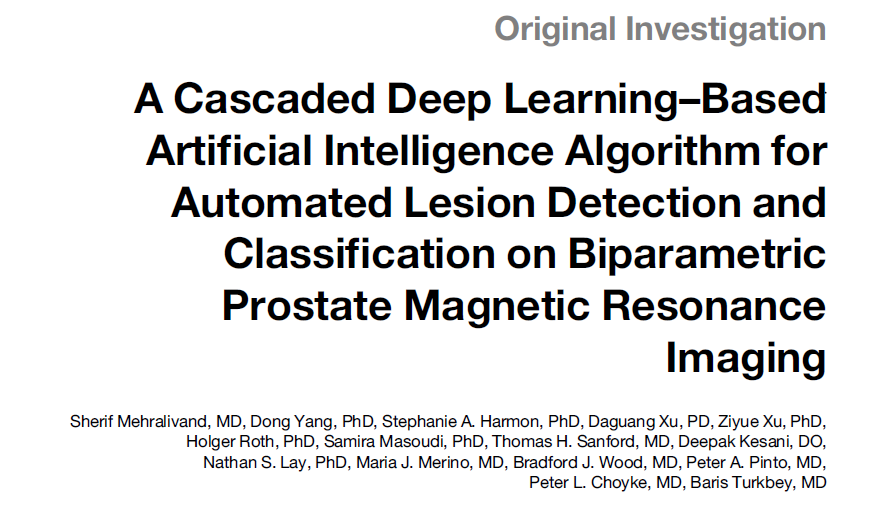 Original Investigation
A Cascaded Deep Learning–Based
Artificial Intelligence Algorithm for
Automated Lesion Detection and
Classification on Biparametric
Prostate Magnetic Resonance
Imaging
Sherif Mehralivand, MD, Dong Yang, PhD, Stephanie A. Harmon, PhD, Daguang Xu, PD, Ziyue Xu, PhD,
Holger Roth, PhD, Samira Masoudi, PhD, Thomas H. Sanford, MD, Deepak Kesani, DO,
Nathan S. Lay, PhD, Maria J. Merino, MD, Bradford J. Wood, MD, Peter A. Pinto, MD,
Peter L. Choyke, MD, Baris Turkbey, MD